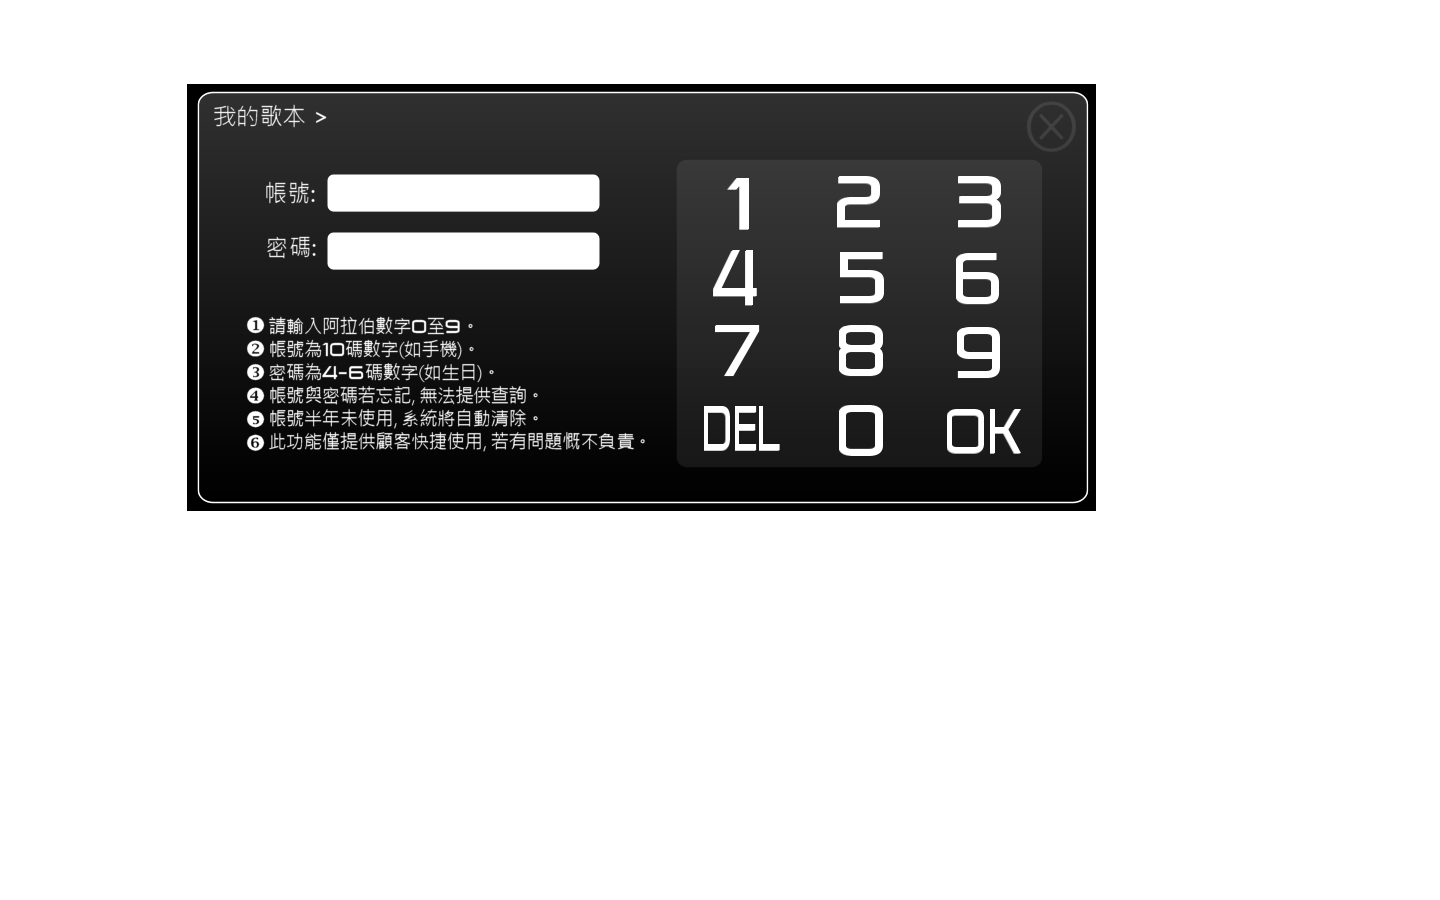 我的歌本 >
帳號:
密碼:
❶ 請輸入阿拉伯數字0至9。
❷ 帳號為10碼數字(如手機)。
❸ 密碼為4-6碼數字(如生日)。
❹ 帳號與密碼若忘記, 無法提供查詢。
❺ 帳號半年未使用, 系統將自動清除。
❻ 此功能僅提供顧客快捷使用, 若有問題慨不負責。
1 2 3
4 5 6
7 8 9
DEL 0 OK